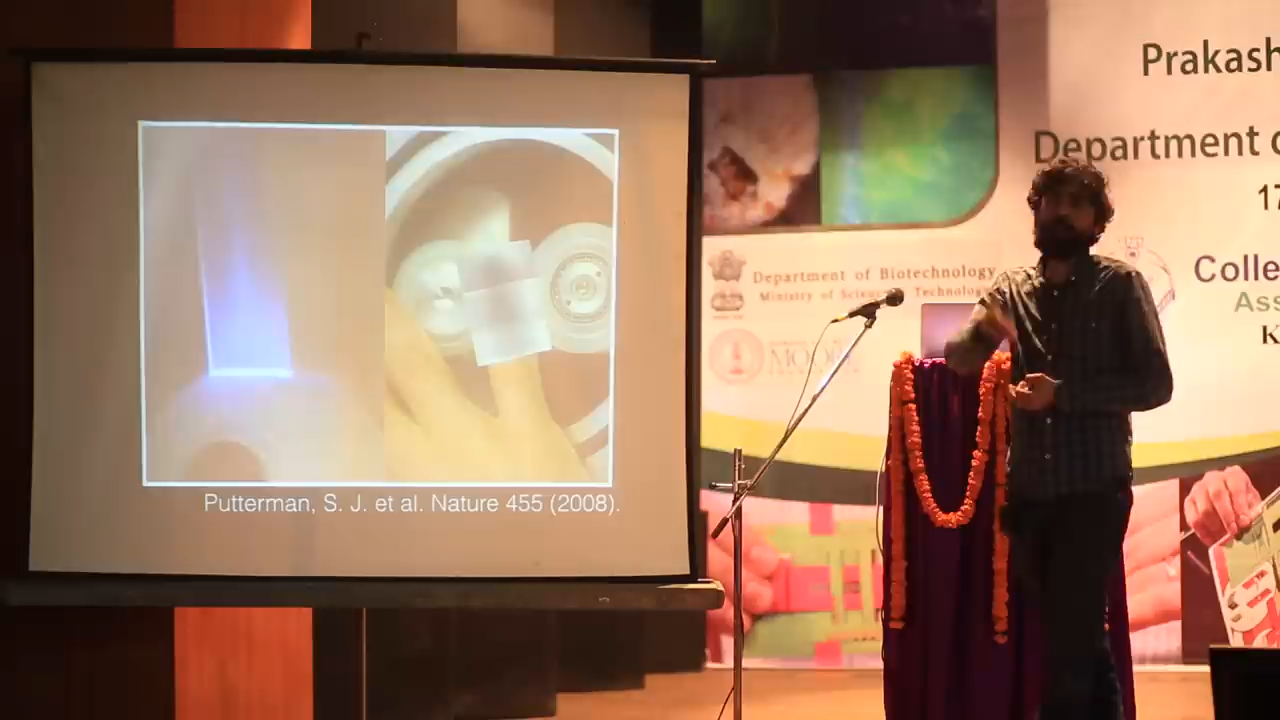 Putterman, S. J. et al. Nature 455 (2008).
Prakash
Department
17
Department of Biotechnology
Ministry of Science Technology
Colle
Ass
K